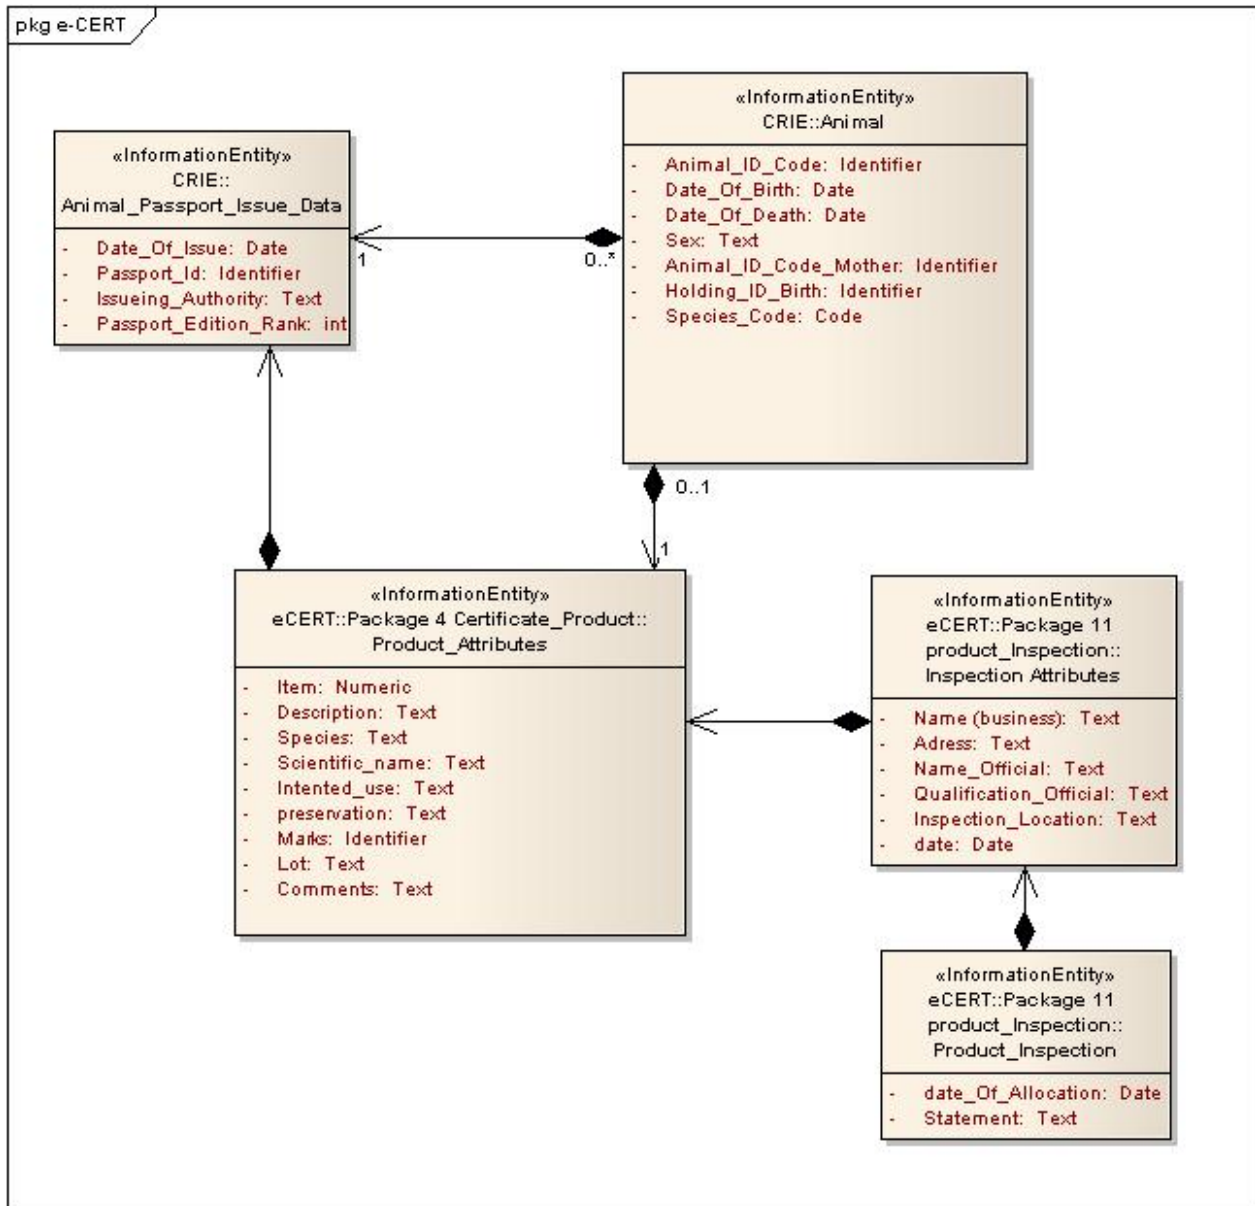 pkg e-CERT
«InformationEntity»
CRIE::Animal
- Animal_ID_Code: Identifier
- Date_Of_Birth: Date
- Date_Of_Death: Date
- Sex: Text
- Animal_ID_Code_Mother: Identifier
- Holding_ID_Birth: Identifier
- Species_Code: Code
«InformationEntity»
CRIE::
Animal_Passport_Issue_Data
- Date_Of_Issue: Date
- Passport_Id: Identifier
- Issueing_Authority: Text
- Passport_Edition_Rank: int
1
0..*
0..1
1
«InformationEntity»
eCERT::Package 4 Certificate_Product::
Product_Attributes
- Item: Numeric
- Description: Text
- Species: Text
- Scientific_name: Text
- Intented_use: Text
- preservation: Text
- Marks: Identifier
- Lot: Text
- Comments: Text
«InformationEntity»
eCERT::Package 11
product_Inspection::
Inspection Attributes
- Name (business): Text
- Adress: Text
- Name_Official: Text
- Qualification_Official: Text
- Inspection_Location: Text
- date: Date
«InformationEntity»
eCERT::Package 11
product_Inspection::
Product_Inspection
- date_Of_Allocation: Date
- Statement: Text